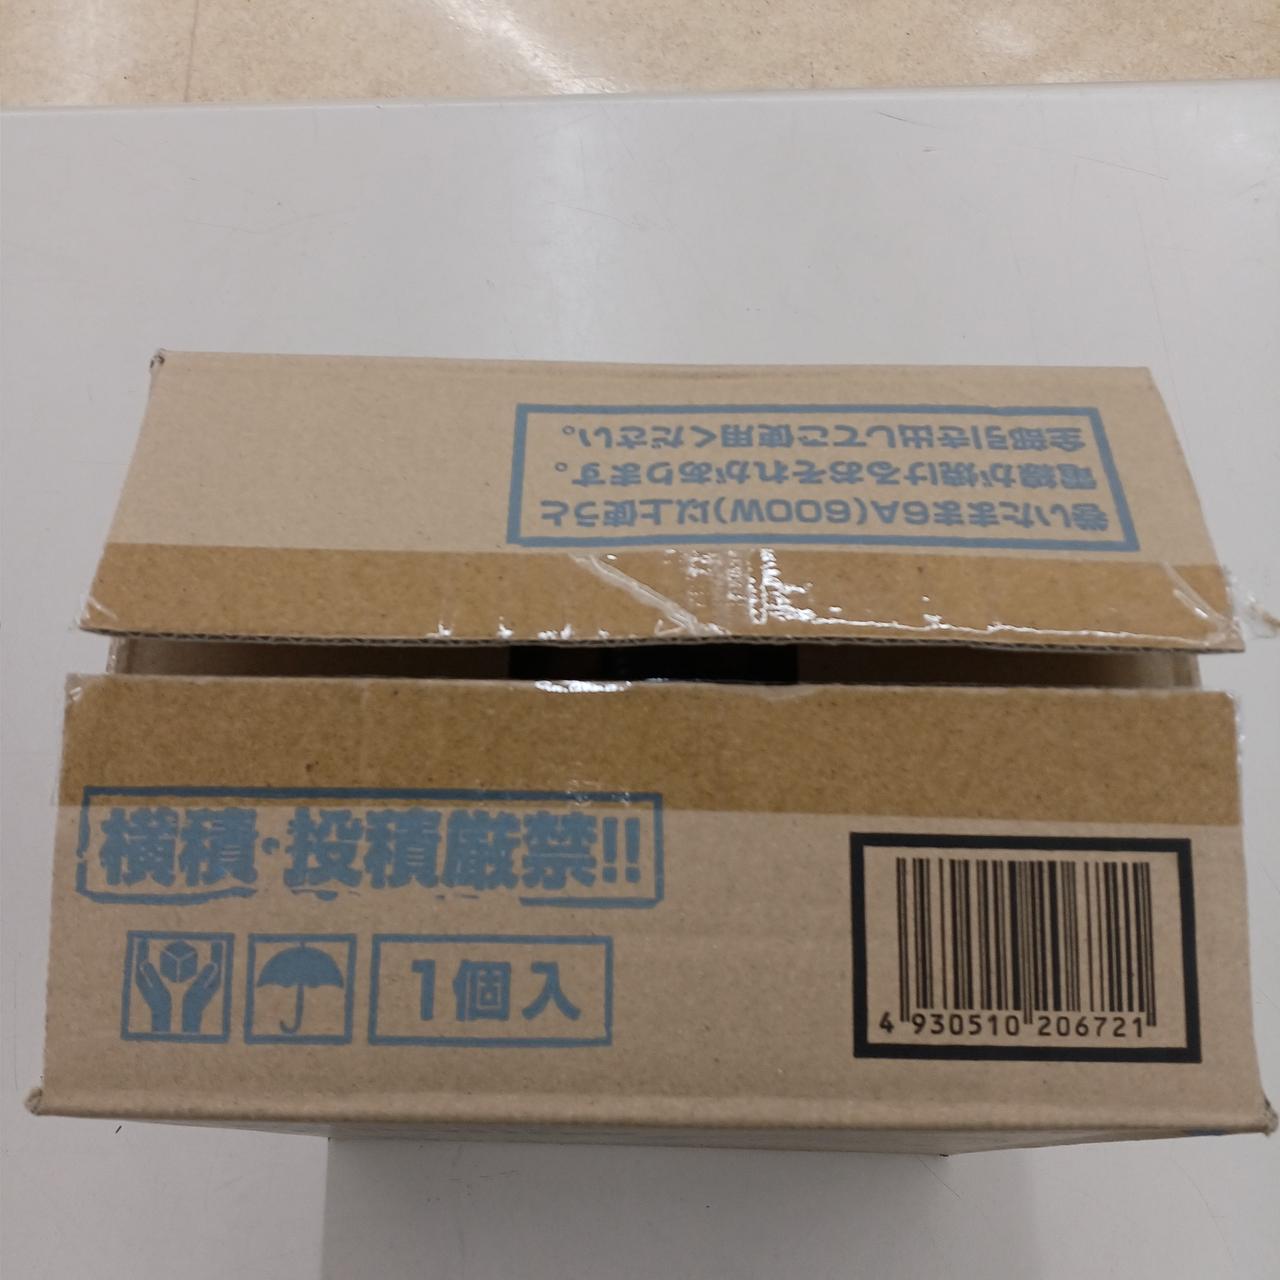 巻いたまま6A(600W)以上使うと
電線が焼けるおそれがあります。
全部引き出してご使用ください。
横積・投積厳禁!!
1個入
4 930510 206721